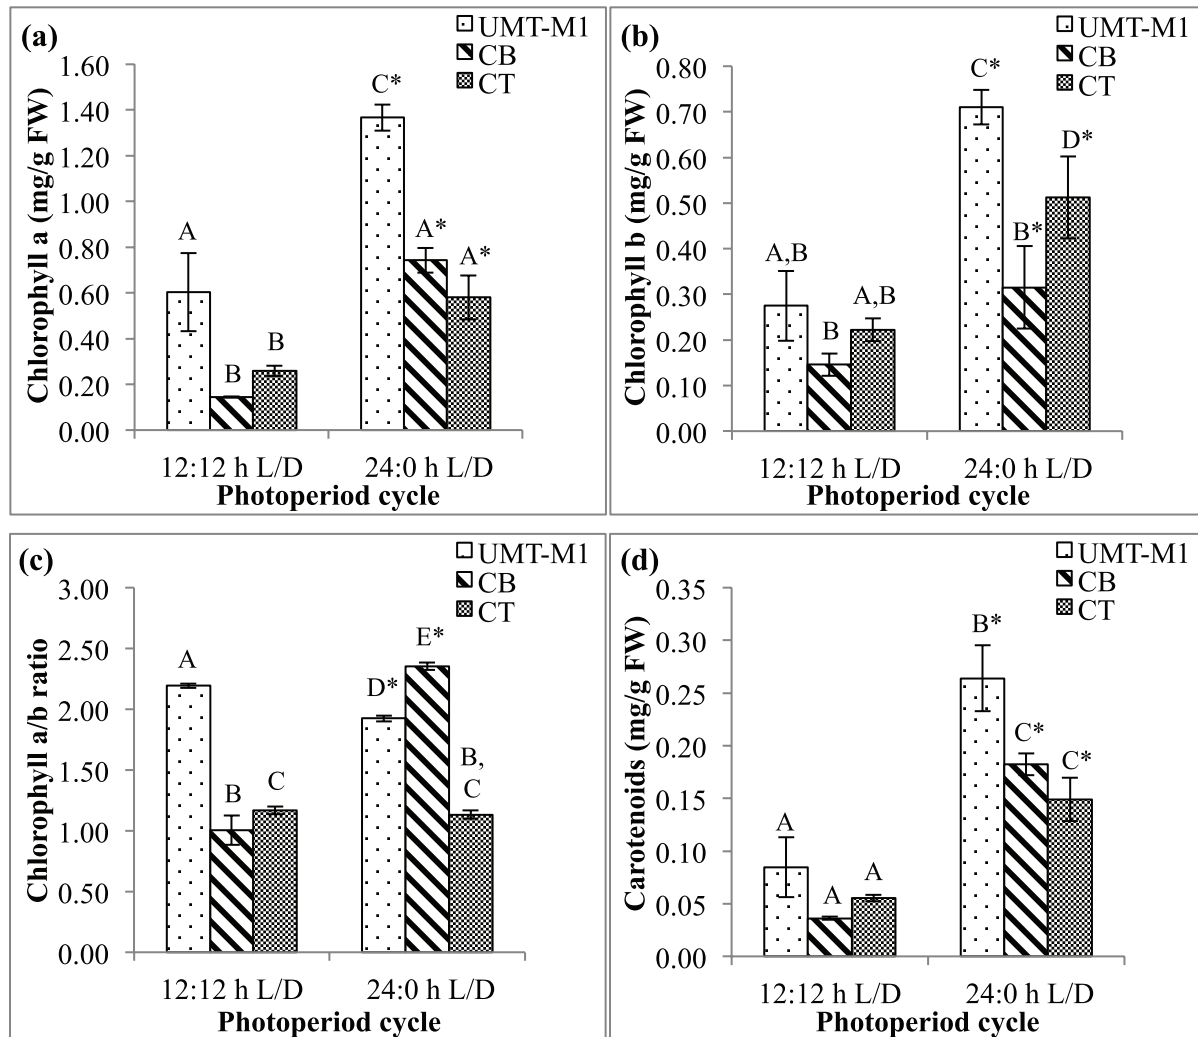 (a)
UMT-M1
CB
CT
Chlorophyll a (mg/g FW)
1.60
1.40
1.20
1.00
0.80
0.60
0.40
0.20
0.00
A
B
B
C*
A*
A*
12:12 h L/D 24:0 h L/D
Photoperiod cycle
(b)
UMT-M1
CB
CT
Chlorophyll b (mg/g FW)
0.80
0.70
0.60
0.50
0.40
0.30
0.20
0.10
0.00
A,B
B
A,B
C*
B*
D*
12:12 h L/D 24:0 h L/D
Photoperiod cycle
(c)
UMT-M1
CB
CT
Chlorophyll a/b ratio
3.00
2.50
2.00
1.50
1.00
0.50
0.00
A
B
C
D*
E*
B,
C
12:12 h L/D 24:0 h L/D
Photoperiod cycle
(d)
UMT-M1
CB
CT
Carotenoids (mg/g FW)
0.35
0.30
0.25
0.20
0.15
0.10
0.05
0.00
A
A
A
B*
C*
C*
12:12 h L/D 24:0 h L/D
Photoperiod cycle